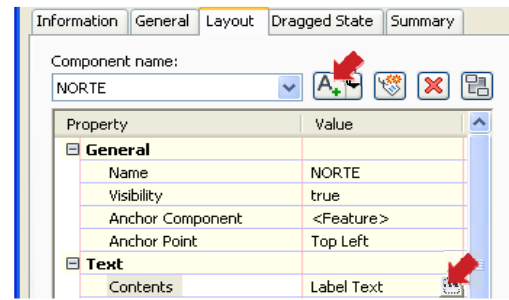 Information General Layout Dragged State Summary
Component name:
NORTE A
Property Value
General
Name NORTE
Visibility true
Anchor Component <Feature>
Anchor Point Top Left
Text
Contents Label Text